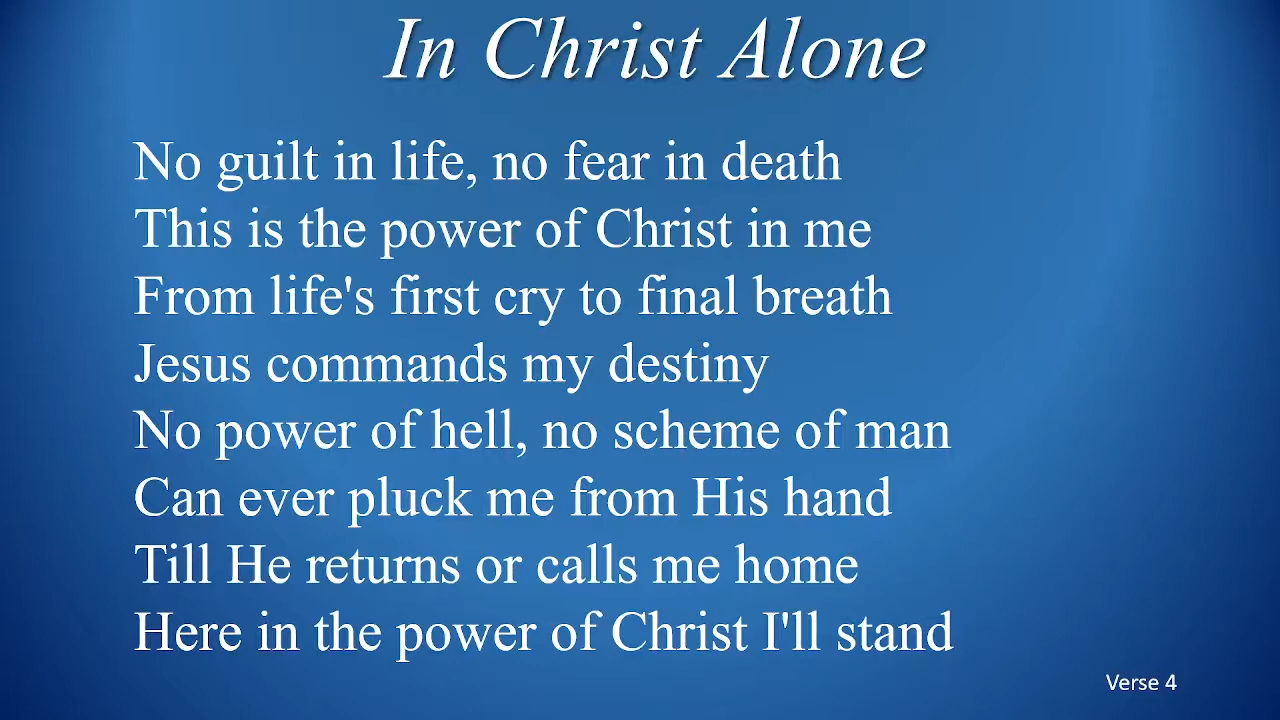 In Christ Alone
No guilt in life, no fear in death
This is the power of Christ in me
From life's first cry to final breath
Jesus commands my destiny
No power of hell, no scheme of man
Can ever pluck me from His hand
Till He returns or calls me home
Here in the power of Christ I'll stand
Verse 4